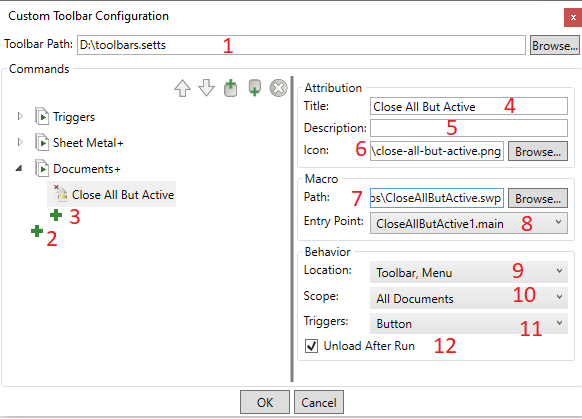 Custom Toolbar Configuration
x
Toolbar Path: D:\toolbars.setts 1 Browse...
Commands
Triggers
Sheet Metal+
Documents+
Close All But Active
3
2
Attribution
Title: Close All But Active 4
Description: 5
Icon: 6 \close-all-but-active.png Browse...
Macro
Path: 7 os\CloseAllButActive.swp Browse...
Entry Point: CloseAllButActive1.main 8
Behavior
Location: Toolbar, Menu 9
Scope: All Documents 10
Triggers: Button 11
Unload After Run 12
OK Cancel